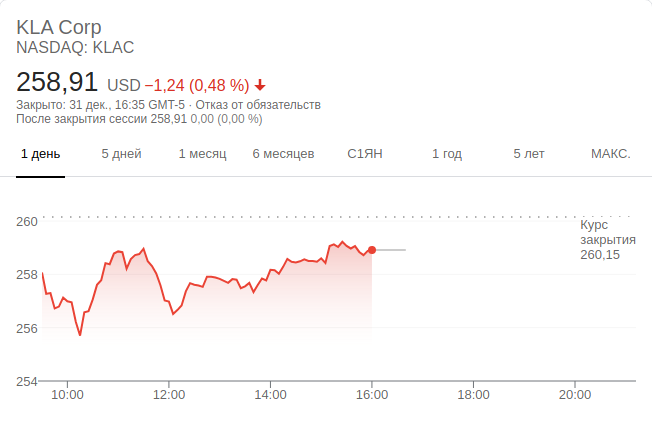 KLA Corp
NASDAQ: KLAC
258,91 USD −1,24 (0,48 %)
Закрыто: 31 дек., 16:35 GMT-5 · Отказ от обязательств
После закрытия сессии 258,91 0,00 (0,00 %)
1 день 5 дней 1 месяц 6 месяцев С1ЯН 1 год 5 лет МАКС.
260
Курс
закрытия
260,15
258
256
254
10:00 12:00 14:00 16:00 18:00 20:00